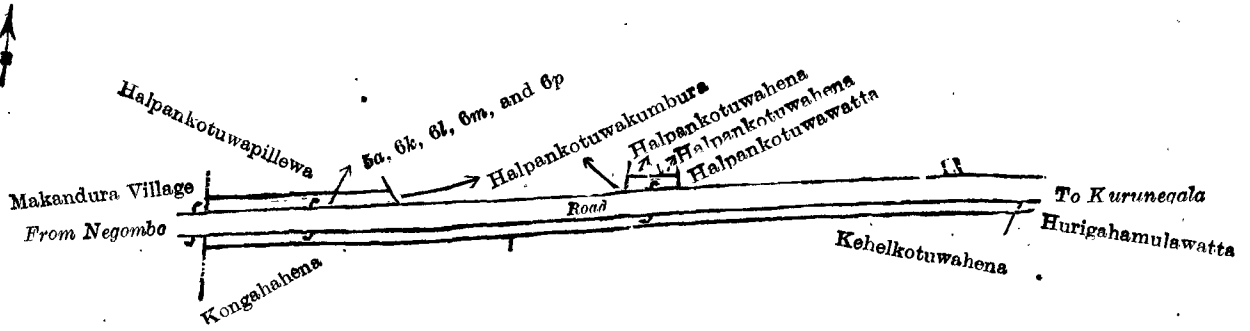 Halpankotuwapillewa
5a, 6k, 6l, 6m, and 6p
Halpankotuwakumbura
Halpankotuwahena
Halpankotuwahena
Halpankotuwawatta
Makandura Village
From Negombo
Road
To Kurunegala
Hurigahamulawatta
Kehelkotuwahena
Kongahahena